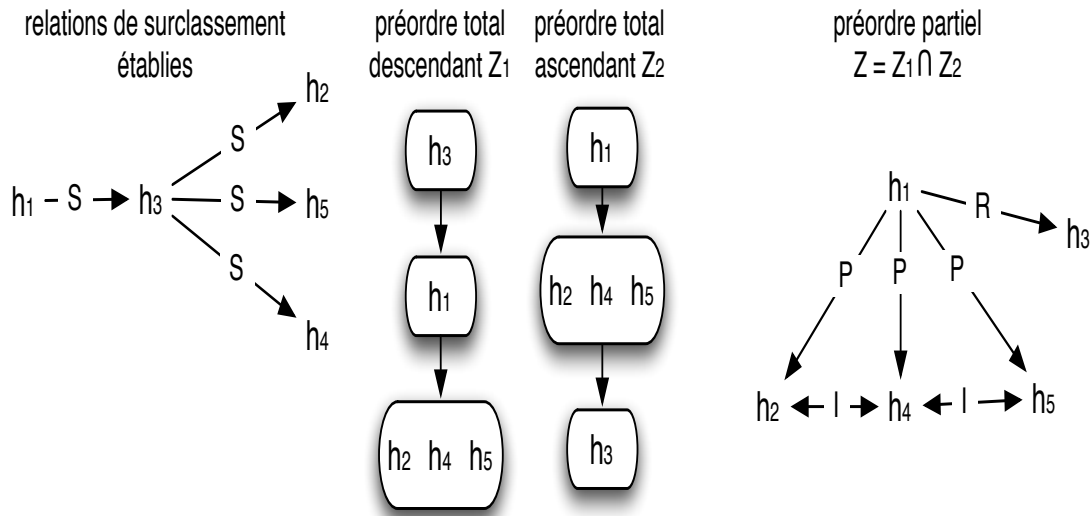 relations de surclassement
établies
h1 S h3
S h2
S h5
S h4
préordre total
descendant Z1
h3
h1
h2 h4 h5
préordre total
ascendant Z2
h1
h2 h4 h5
h3
préordre partiel
Z = Z1 ∩ Z2
h1
R
h3
P P P
h2 I h4 I h5